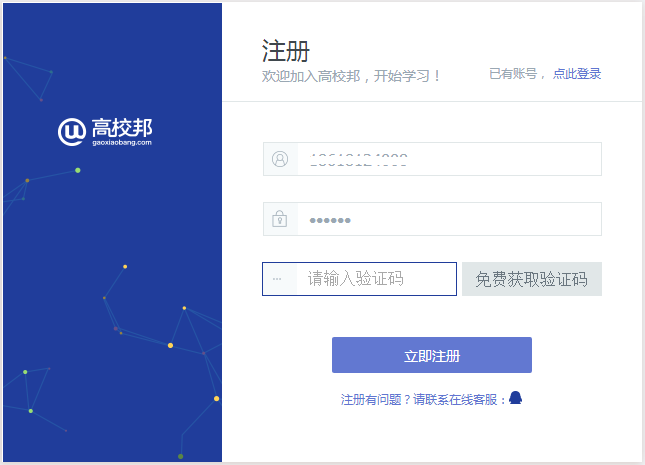 高校邦
gaoxiaobang.com
注册
欢迎加入高校邦，开始学习！
已有账号， 点此登录
••••••
请输入验证码
免费获取验证码
立即注册
注册有问题？请联系在线客服：